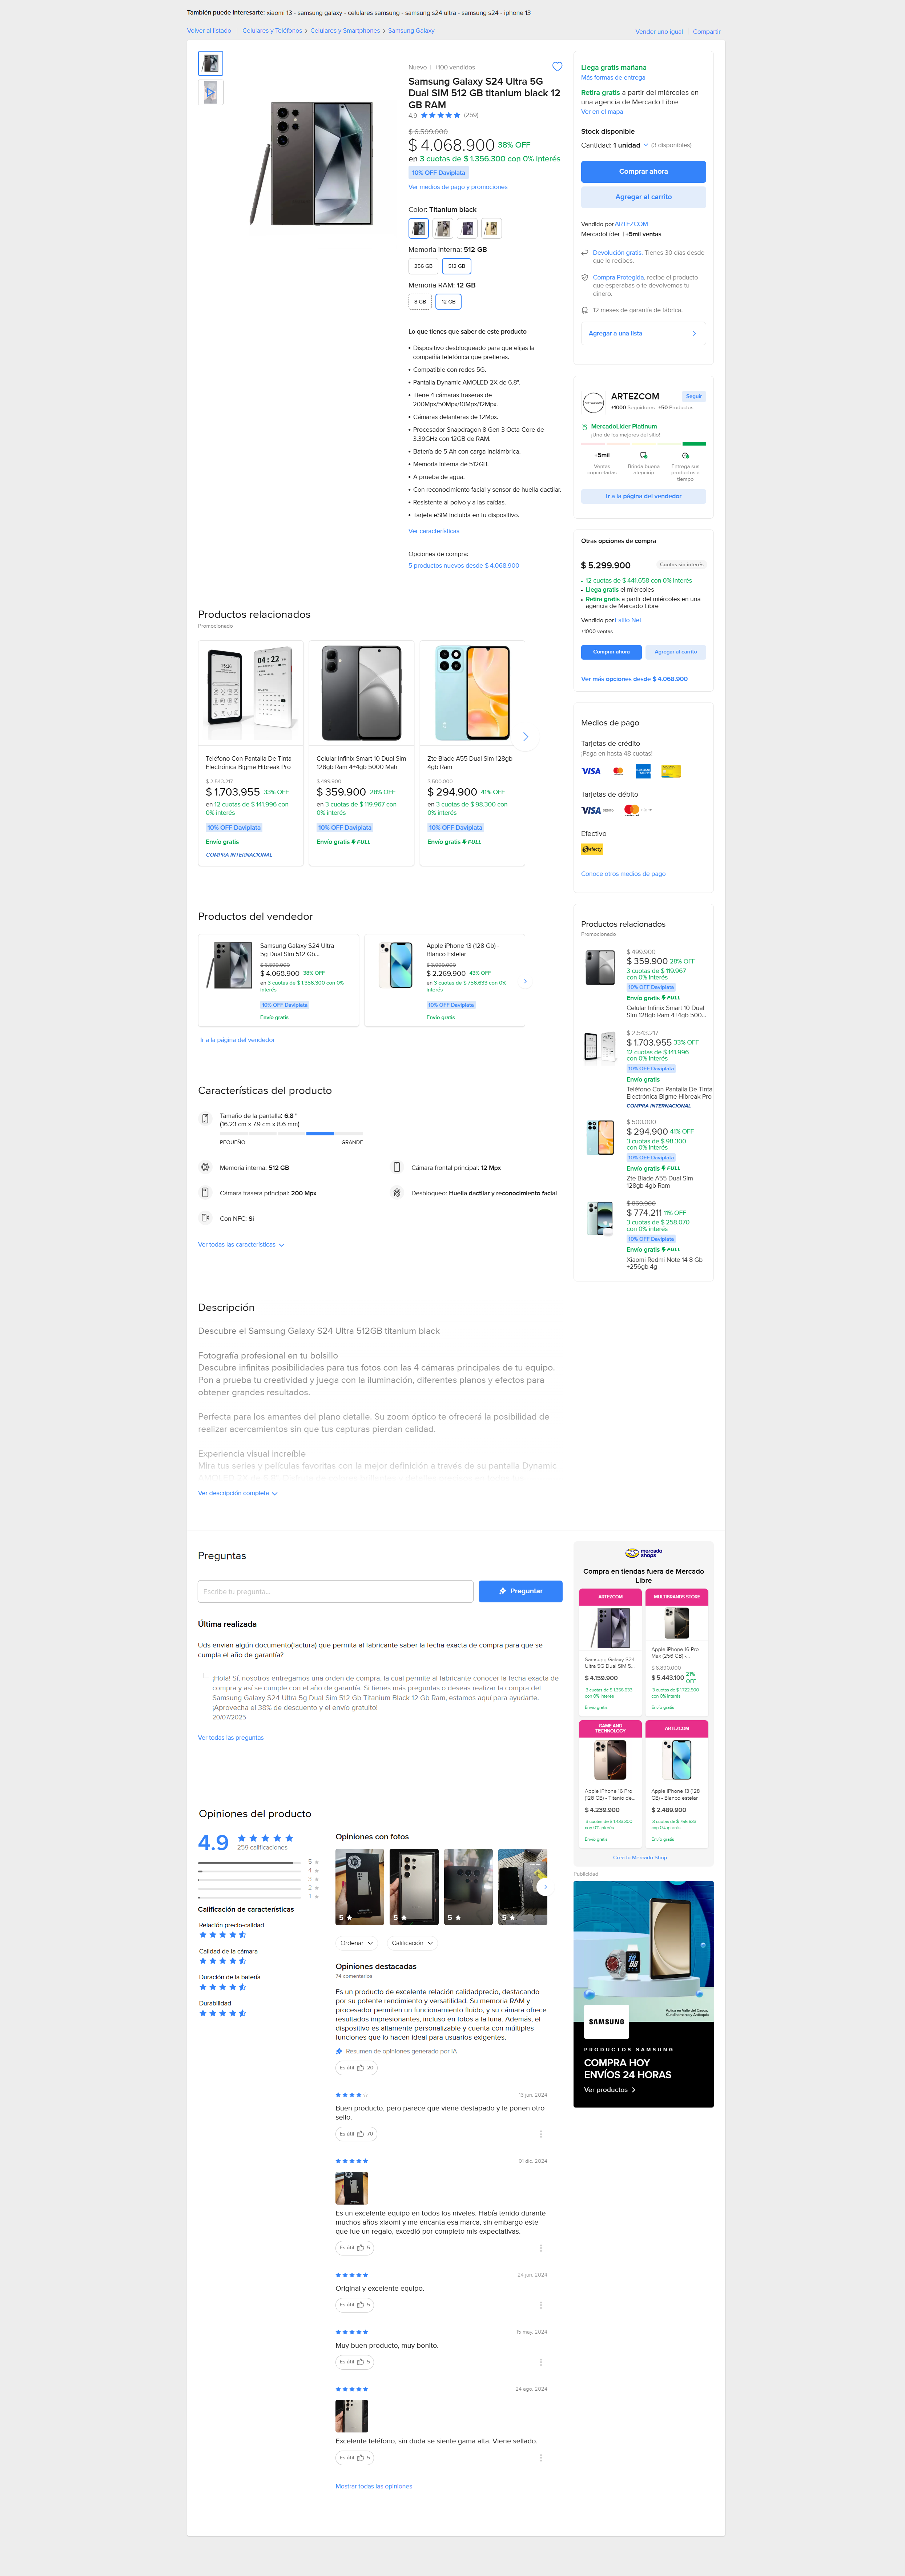 También puede interesarte: xiaomi 13 - samsung galaxy - celulares samsung - samsung s24 ultra - samsung s24 - iphone 13
Volver al listado | Celulares y Teléfonos > Celulares y Smartphones > Samsung Galaxy
Vender uno igual | Compartir
Nuevo | +100 vendidos
Samsung Galaxy S24 Ultra 5G
Dual SIM 512 GB titanium black 12
GB RAM
4.9 (259)
$ 6.599.000
$ 4.068.900 38% OFF
en 3 cuotas de $ 1.356.300 con 0% interés
10% OFF Daviplata
Ver medios de pago y promociones
Color: Titanium black
Memoria interna: 512 GB
256 GB
512 GB
Memoria RAM: 12 GB
8 GB
12 GB
Lo que tienes que saber de este producto
• Dispositivo desbloqueado para que elijas la
compañía telefónica que prefieras.
• Compatible con redes 5G.
• Pantalla Dynamic AMOLED 2X de 6.8".
• Tiene 4 cámaras traseras de
200Mpx/50Mpx/10Mpx/12Mpx.
• Cámaras delanteras de 12Mpx.
• Procesador Snapdragon 8 Gen 3 Octa-Core de
3.39GHz con 12GB de RAM.
• Batería de 5 Ah con carga inalámbrica.
• Memoria interna de 512GB.
• A prueba de agua.
• Con reconocimiento facial y sensor de huella dactilar.
• Resistente al polvo y a las caídas.
• Tarjeta eSIM incluida en tu dispositivo.
Ver características
Opciones de compra:
5 productos nuevos desde $ 4.068.900
Llega gratis mañana
Más formas de entrega
Retira gratis a partir del miércoles en
una agencia de Mercado Libre
Ver en el mapa
Stock disponible
Cantidad: 1 unidad (3 disponibles)
Comprar ahora
Agregar al carrito
Vendido por ARTEZCOM
MercadoLíder | +5mil ventas
Devolución gratis. Tienes 30 días desde
que lo recibes.
Compra Protegida, recibe el producto
que esperabas o te devolvemos tu
dinero.
12 meses de garantía de fábrica.
Agregar a una lista
ARTEZCOM
Seguir
+1000 Seguidores +50 Productos
MercadoLíder Platinum
¡Uno de los mejores del sitio!
+5mil
Ventas
concretadas
Brinda buena
atención
Entrega sus
productos a
tiempo
Ir a la página del vendedor
Otras opciones de compra
$ 5.299.900
Cuotas sin interés
• 12 cuotas de $ 441.658 con 0% interés
• Llega gratis el miércoles
• Retira gratis a partir del miércoles en una
agencia de Mercado Libre
Vendido por Estilo Net
+1000 ventas
Comprar ahora
Agregar al carrito
Ver más opciones desde $ 4.068.900
Productos relacionados
Promocionado
Teléfono Con Pantalla De Tinta
Electrónica Bigme Hibreak Pro
$ 2.543.217
$ 1.703.955 33% OFF
en 12 cuotas de $ 141.996 con
0% interés
10% OFF Daviplata
Envío gratis
COMPRA INTERNACIONAL
Celular Infinix Smart 10 Dual Sim
128gb Ram 4+4gb 5000 Mah
$ 499.900
$ 359.900 28% OFF
en 3 cuotas de $ 119.967 con
0% interés
10% OFF Daviplata
Envío gratis FULL
Zte Blade A55 Dual Sim 128gb
4gb Ram
$ 500.000
$ 294.900 41% OFF
en 3 cuotas de $ 98.300 con
0% interés
10% OFF Daviplata
Envío gratis FULL
Medios de pago
Tarjetas de crédito
¡Paga en hasta 48 cuotas!
VISA
Tarjetas de débito
VISA
Efectivo
efecty
Conoce otros medios de pago
Productos del vendedor
Samsung Galaxy S24 Ultra
5g Dual Sim 512 Gb...
$ 6.599.000
$ 4.068.900 38% OFF
en 3 cuotas de $ 1.356.300 con 0%
interés
10% OFF Daviplata
Envío gratis
Apple iPhone 13 (128 Gb) -
Blanco Estelar
$ 3.999.000
$ 2.269.900 43% OFF
en 3 cuotas de $ 756.633 con 0%
interés
10% OFF Daviplata
Envío gratis
Ir a la página del vendedor
Productos relacionados
Promocionado
$ 499.900
$ 359.900 28% OFF
3 cuotas de $ 119.967
con 0% interés
10% OFF Daviplata
Envío gratis FULL
Celular Infinix Smart 10 Dual
Sim 128gb Ram 4+4gb 500...
$ 2.543.217
$ 1.703.955 33% OFF
12 cuotas de $ 141.996
con 0% interés
10% OFF Daviplata
Envío gratis
Teléfono Con Pantalla De Tinta
Electrónica Bigme Hibreak Pro
COMPRA INTERNACIONAL
$ 500.000
$ 294.900 41% OFF
3 cuotas de $ 98.300
con 0% interés
10% OFF Daviplata
Envío gratis FULL
Zte Blade A55 Dual Sim
128gb 4gb Ram
$ 869.900
$ 774.211 11% OFF
3 cuotas de $ 258.070
con 0% interés
10% OFF Daviplata
Envío gratis FULL
Xiaomi Redmi Note 14 8 Gb
+256gb 4g
Características del producto
Tamaño de la pantalla: 6.8 "
(16.23 cm x 7.9 cm x 8.6 mm)
PEQUEÑO
GRANDE
Memoria interna: 512 GB
Cámara frontal principal: 12 Mpx
Cámara trasera principal: 200 Mpx
Desbloqueo: Huella dactilar y reconocimiento facial
Con NFC: Sí
Ver todas las características
Descripción
Descubre el Samsung Galaxy S24 Ultra 512GB titanium black
Fotografía profesional en tu bolsillo
Descubre infinitas posibilidades para tus fotos con las 4 cámaras principales de tu equipo.
Pon a prueba tu creatividad y juega con la iluminación, diferentes planos y efectos para
obtener grandes resultados.
Perfecta para los amantes del plano detalle. Su zoom óptico te ofrecerá la posibilidad de
realizar acercamientos sin que tus capturas pierdan calidad.
Experiencia visual increíble
Mira tus series y películas favoritas con la mejor definición a través de su pantalla Dynamic
Ver descripción completa
Preguntas
Escribe tu pregunta...
Preguntar
Última realizada
Uds envían algún documento(factura) que permita al fabricante saber la fecha exacta de compra para que se
cumpla el año de garantía?
¡Hola! Sí, nosotros entregamos una orden de compra, la cual permite al fabricante conocer la fecha exacta de
compra y así se cumple con el año de garantía. Si tienes más preguntas o deseas realizar la compra del
Samsung Galaxy S24 Ultra 5g Dual Sim 512 Gb Titanium Black 12 Gb Ram, estamos aquí para ayudarte.
¡Aprovecha el 38% de descuento y el envío gratuito!
20/07/2025
Ver todas las preguntas
mercado
shops
Compra en tiendas fuera de Mercado
Libre
ARTEZCOM
Samsung Galaxy S24
Ultra 5G Dual SIM 5...
$ 4.159.900
3 cuotas de $ 1.386.633
con 0% interés
Envío gratis
MULTIBRANDS STORE
Apple iPhone 16 Pro
Max (256 GB) -...
$ 6.890.000
$ 5.443.100 21%
OFF
con 0% interés
Envío gratis
GAME AND
TECHNOLOGY
Apple iPhone 16 Pro
(128 GB) - Titanio de...
$ 4.239.900
3 cuotas de $ 1.413.300
con 0% interés
Envío gratis
ARTEZCOM
Apple iPhone 13 (128
GB) - Blanco estelar
$ 2.489.900
con 0% interés
Envío gratis
Crea tu Mercado Shop
Publicidad
SAMSUNG
PRODUCTOS SAMSUNG
COMPRA HOY
ENVÍOS 24 HORAS
Ver productos
Opiniones del producto
4.9
259 calificaciones
5
4
3
2
1
Calificación de características
Relación precio-calidad
Calidad de la cámara
Duración de la batería
Durabilidad
Opiniones con fotos
5
5
5
5
Ordenar
Calificación
Opiniones destacadas
74 comentarios
Es un producto de excelente relación calidadprecio, destacando
por su potente rendimiento y versatilidad. Su memoria RAM y
procesador permiten un funcionamiento fluido, y su cámara ofrece
resultados impresionantes, incluso en fotos a la luna. Además, el
dispositivo es altamente personalizable y cuenta con múltiples
funciones que lo hacen ideal para usuarios exigentes.
Resumen de opiniones generado por IA
Es útil 20
13 jun. 2024
Buen producto, pero parece que viene destapado y le ponen otro
sello.
Es útil 70
01 dic. 2024
Es un excelente equipo en todos los niveles. Había tenido durante
muchos años xiaomi y me encanta esa marca, sin embargo este
que fue un regalo, excedió por completo mis expectativas.
Es útil 5
24 jun. 2024
Original y excelente equipo.
Es útil 5
15 may. 2024
Muy buen producto, muy bonito.
Es útil 5
24 ago. 2024
Excelente teléfono, sin duda se siente gama alta. Viene sellado.
Es útil 5
Mostrar todas las opiniones